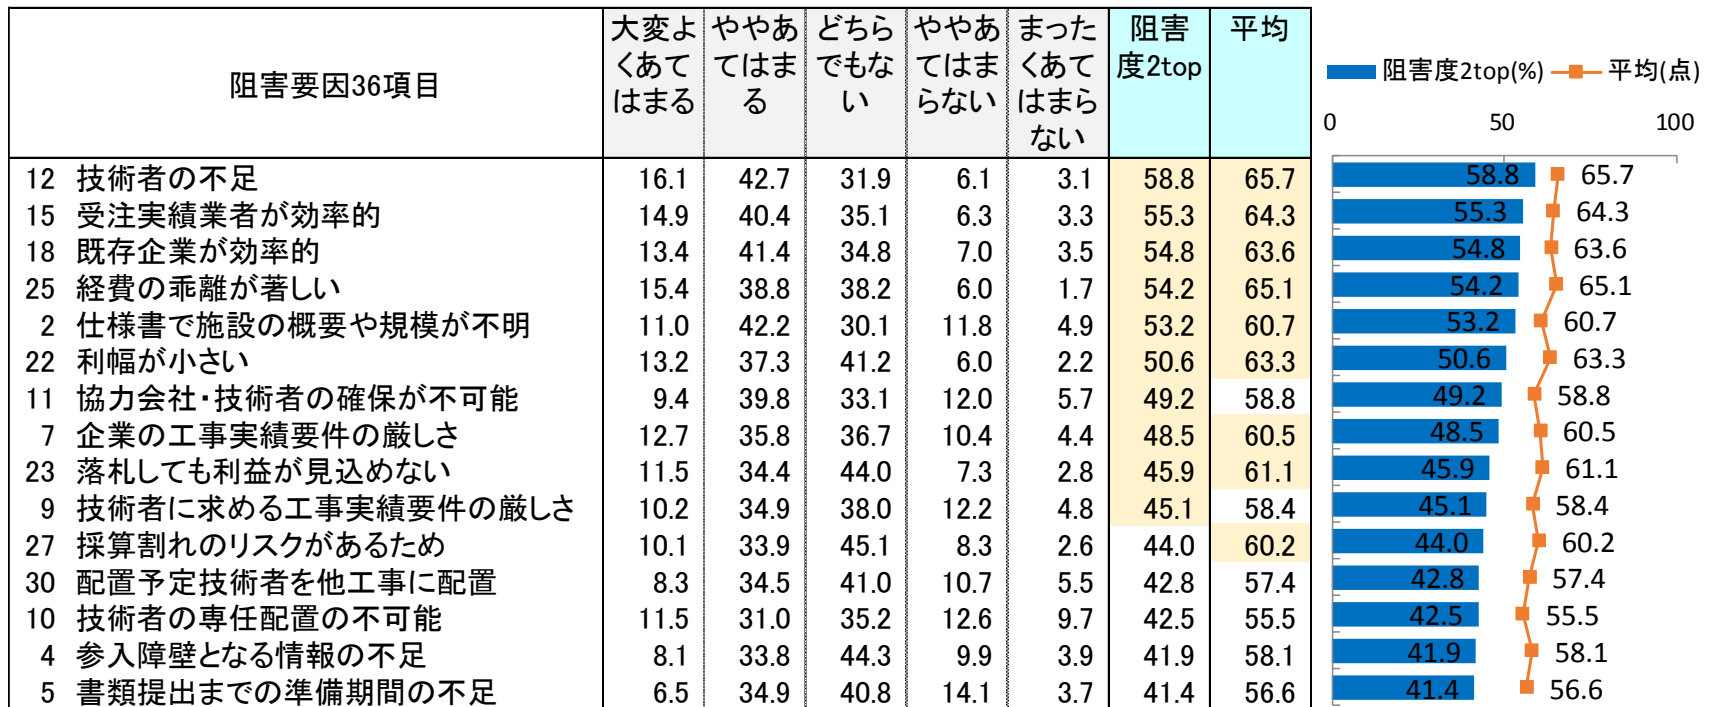 阻害要因36項目 大変よくあてはまる ややあてはまる どちらでもない ややあてはまらない まったくあてはまらない 阻害度2top 平均
阻害度2top(%) 平均(点)
0 50 100
12 技術者の不足 16.1 42.7 31.9 6.1 3.1 58.8 65.7 58.8 65.7
15 受注実績業者が効率的 14.9 40.4 35.1 6.3 3.3 55.3 64.3 55.3 64.3
18 既存企業が効率的 13.4 41.4 34.8 7.0 3.5 54.8 63.6 54.8 63.6
25 経費の乖離が著しい 15.4 38.8 38.2 6.0 1.7 54.2 65.1 54.2 65.1
2 仕様書で施設の概要や規模が不明 11.0 42.2 30.1 11.8 4.9 53.2 60.7 53.2 60.7
22 利幅が小さい 13.2 37.3 41.2 6.0 2.2 50.6 63.3 50.6 63.3
11 協力会社・技術者の確保が不可能 9.4 39.8 33.1 12.0 5.7 49.2 58.8 49.2 58.8
7 企業の工事実績要件の厳しさ 12.7 35.8 36.7 10.4 4.4 48.5 60.5 48.5 60.5
23 落札しても利益が見込めない 11.5 34.4 44.0 7.3 2.8 45.9 61.1 45.9 61.1
9 技術者に求める工事実績要件の厳しさ 10.2 34.9 38.0 12.2 4.8 45.1 58.4 45.1 58.4
27 採算割れのリスクがあるため 10.1 33.9 45.1 8.3 2.6 44.0 60.2 44.0 60.2
30 配置予定技術者を他工事に配置 8.3 34.5 41.0 10.7 5.5 42.8 57.4 42.8 57.4
10 技術者の専任配置の不可能 11.5 31.0 35.2 12.6 9.7 42.5 55.5 42.5 55.5
4 参入障壁となる情報の不足 8.1 33.8 44.3 9.9 3.9 41.9 58.1 41.9 58.1
5 書類提出までの準備期間の不足 6.5 34.9 40.8 14.1 3.7 41.4 56.6 41.4 56.6